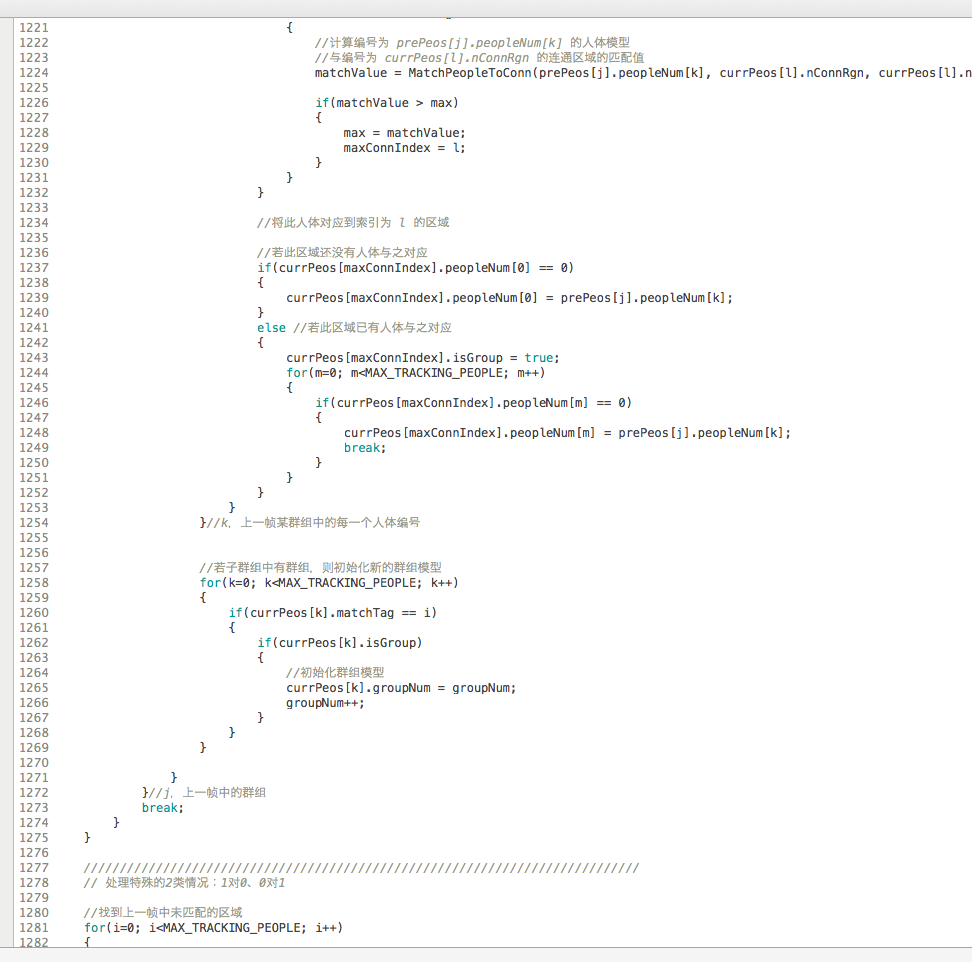 1221                                 {
1222                                     //计算编号为 prePeos[j].peopleNum[k] 的人体模型
1223                                     //与编号为 currPeos[l].nConnRgn 的连通区域的匹配值
1224                                     matchValue = MatchPeopleToConn(prePeos[j].peopleNum[k], currPeos[l].nConnRgn, currPeos[l].n
1225
1226                                     if(matchValue > max)
1227                                     {
1228                                         max = matchValue;
1229                                         maxConnIndex = l;
1230                                     }
1231                                 }
1232                             }
1233
1234                             //将此人体对应到索引为 l 的区域
1235
1236                             //若此区域还没有人体与之对应
1237                             if(currPeos[maxConnIndex].peopleNum[0] == 0)
1238                             {
1239                                 currPeos[maxConnIndex].peopleNum[0] = prePeos[j].peopleNum[k];
1240                             }
1241                             else //若此区域已有人体与之对应
1242                             {
1243                                 currPeos[maxConnIndex].isGroup = true;
1244                                 for(m=0; m<MAX_TRACKING_PEOPLE; m++)
1245                                 {
1246                                     if(currPeos[maxConnIndex].peopleNum[m] == 0)
1247                                     {
1248                                         currPeos[maxConnIndex].peopleNum[m] = prePeos[j].peopleNum[k];
1249                                         break;
1250                                     }
1251                                 }
1252                             }
1253                         }
1254                     }//k, 上一帧某群组中的每一个人体编号
1255
1256
1257                     //若子群组中有群组, 则初始化新的群组模型
1258                     for(k=0; k<MAX_TRACKING_PEOPLE; k++)
1259                     {
1260                         if(currPeos[k].matchTag == i)
1261                         {
1262                             if(currPeos[k].isGroup)
1263                             {
1264                                 //初始化群组模型
1265                                 currPeos[k].groupNum = groupNum;
1266                                 groupNum++;
1267                             }
1268                         }
1269                     }
1270
1271                 }
1272             }//j, 上一帧中的群组
1273             break;
1274         }
1275     }
1276
1277     /////////////////////////////////////////////////////////////////////////////
1278     // 处理特殊的2类情况：1对0、0对1
1279
1280     //找到上一帧中未匹配的区域
1281     for(i=0; i<MAX_TRACKING_PEOPLE; i++)
1282     {